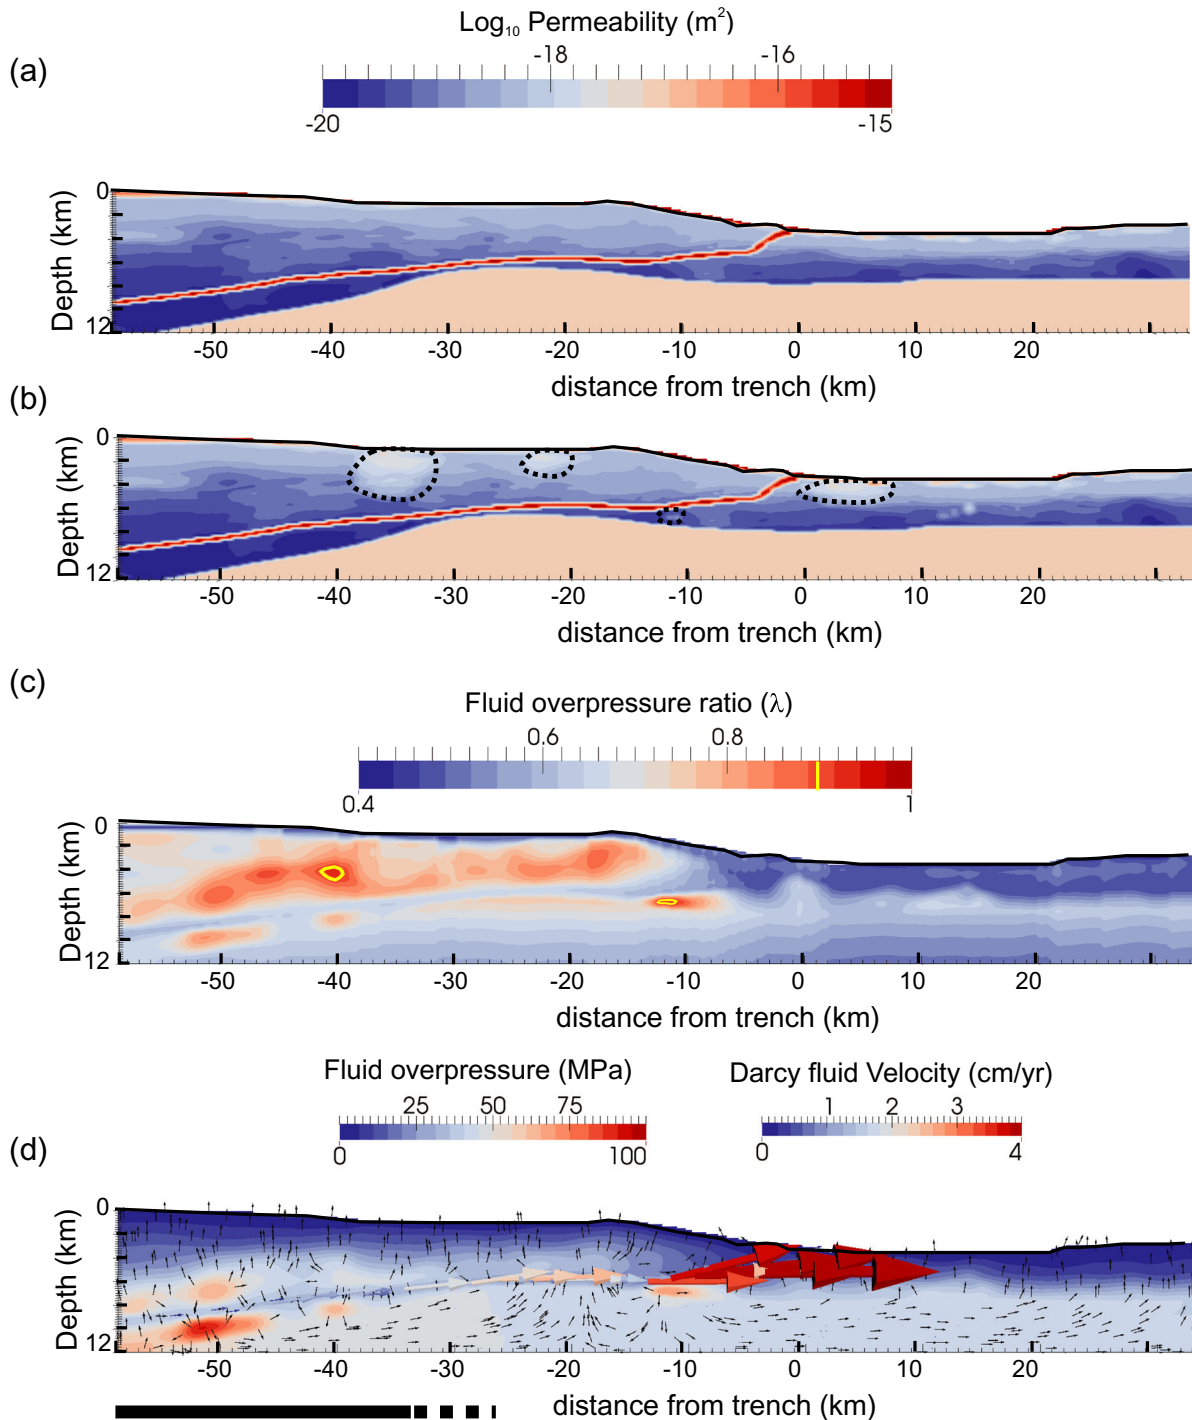 Log₁₀ Permeability (m²)
(a)
-18 -16
-20 -15
0
Depth (km)
12
-50 -40 -30 -20 -10 0 10 20
distance from trench (km)
(b)
0
Depth (km)
12
-50 -40 -30 -20 -10 0 10 20
distance from trench (km)
(c)
Fluid overpressure ratio (λ)
0.6 0.8
0.4 1
0
Depth (km)
12
-50 -40 -30 -20 -10 0 10 20
distance from trench (km)
Fluid overpressure (MPa) Darcy fluid Velocity (cm/yr)
25 50 75 1 2 3
(d)
0 100 0 4
0
Depth (km)
12
-50 -40 -30 -20 -10 0 10 20
distance from trench (km)